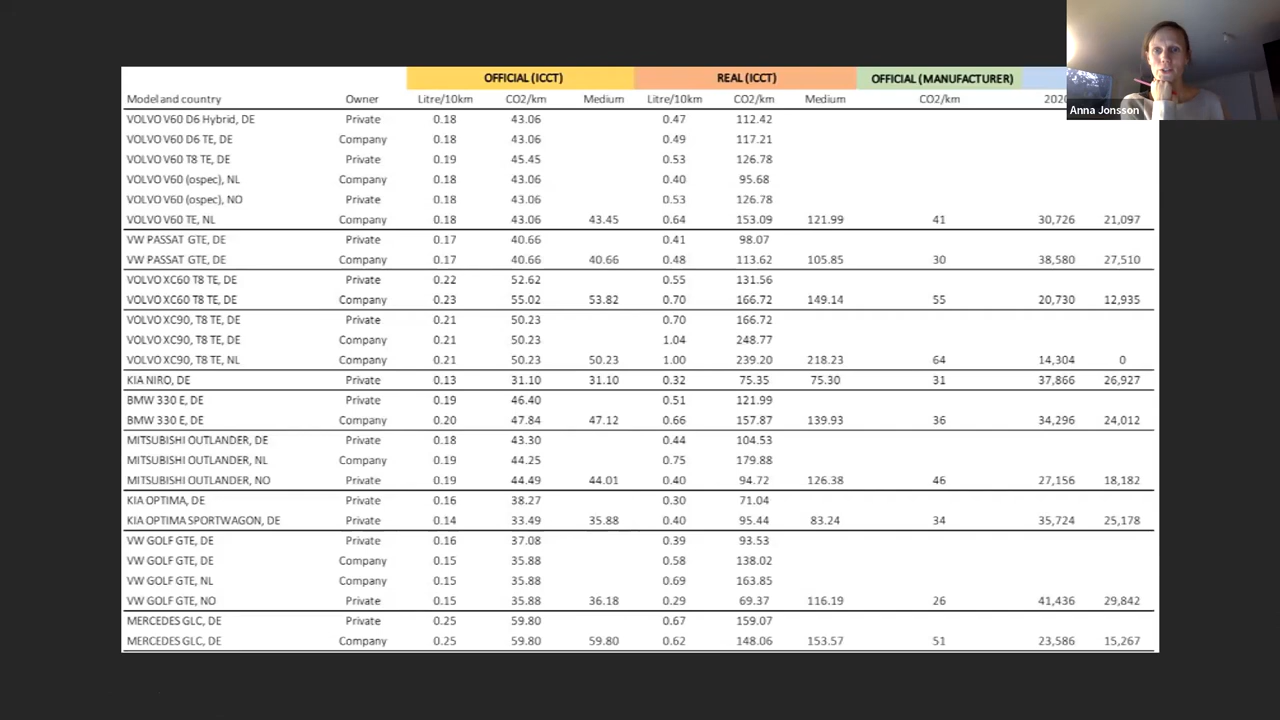 OFFICIAL (ICCT) REAL (ICCT) OFFICIAL (MANUFACTURER)
Model and country Owner Litre/10km CO2/km Medium Litre/10km CO2/km Medium CO2/km
Anna Jonsson
VOLVO V60 D6 Hybrid, DE Private 0.18 43.06 0.47 112.42
VOLVO V60 D6 TE, DE Company 0.18 43.06 0.49 117.21
VOLVO V60 T8 TE, DE Private 0.19 45.45 0.53 126.78
VOLVO V60 (ospec), NL Company 0.18 43.06 0.40 95.68
VOLVO V60 (ospec), NO Private 0.18 43.06 0.53 126.78
VOLVO V60 TE, NL Company 0.18 43.06 43.45 0.64 153.09 121.99 41 30,726 21,097
VW PASSAT GTE, DE Private 0.17 40.66 0.41 98.07
VW PASSAT GTE, DE Company 0.17 40.66 40.66 0.48 113.62 105.85 30 38,580 27,510
VOLVO XC60 T8 TE, DE Private 0.22 52.62 0.55 131.56
VOLVO XC60 T8 TE, DE Company 0.23 55.02 53.82 0.70 166.72 149.14 55 20,730 12,935
VOLVO XC90, T8 TE, DE Private 0.21 50.23 0.70 166.72
VOLVO XC90, T8 TE, DE Company 0.21 50.23 1.04 248.77
VOLVO XC90, T8 TE, NL Company 0.21 50.23 50.23 1.00 239.20 218.23 64 14,304 0
KIA NIRO, DE Private 0.13 31.10 31.10 0.32 75.35 75.30 31 37,866 26,927
BMW 330 E, DE Private 0.19 46.40 0.51 121.99
BMW 330 E, DE Company 0.20 47.84 47.12 0.66 157.87 139.93 36 34,296 24,012
MITSUBISHI OUTLANDER, DE Private 0.18 43.30 0.44 104.53
MITSUBISHI OUTLANDER, NL Company 0.19 44.25 0.75 179.88
MITSUBISHI OUTLANDER, NO Private 0.19 44.49 44.01 0.40 94.72 126.38 46 27,156 18,182
KIA OPTIMA, DE Private 0.16 38.27 0.30 71.04
KIA OPTIMA SPORTWAGON, DE Private 0.14 33.49 35.88 0.40 95.44 83.24 34 35,724 25,178
VW GOLF GTE, DE Private 0.16 37.08 0.39 93.53
VW GOLF GTE, DE Company 0.15 35.88 0.58 138.02
VW GOLF GTE, NL Company 0.15 35.88 0.69 163.85
VW GOLF GTE, NO Private 0.15 35.88 36.18 0.29 69.37 116.19 26 41,436 29,842
MERCEDES GLC, DE Private 0.25 59.80 0.67 159.07
MERCEDES GLC, DE Company 0.25 59.80 59.80 0.62 148.06 153.57 51 23,586 15,267